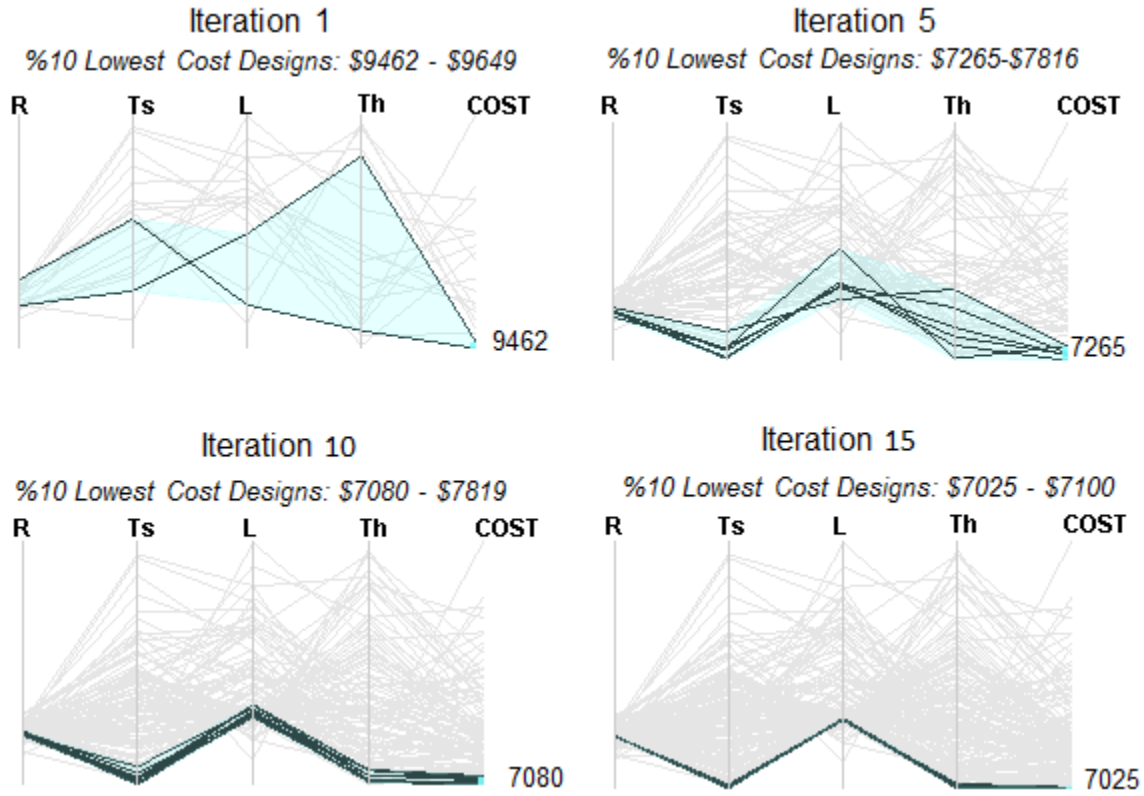 Iteration 1
%10 Lowest Cost Designs: $9462 - $9649
R Ts L Th COST
9462
Iteration 5
%10 Lowest Cost Designs: $7265-$7816
R Ts L Th COST
7265
Iteration 10
%10 Lowest Cost Designs: $7080 - $7819
R Ts L Th COST
7080
Iteration 15
%10 Lowest Cost Designs: $7025 - $7100
R Ts L Th COST
7025